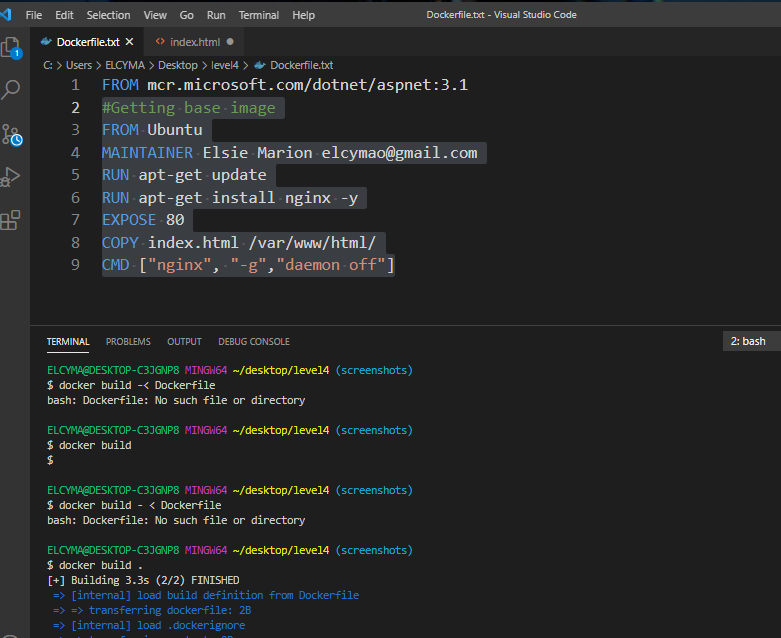 File Edit Selection View Go Run Terminal Help Dockerfile.txt - Visual Studio Code
Dockerfile.txt × <> index.html ●
C: > Users > ELCYMA > Desktop > level4 > Dockerfile.txt
1 FROM mcr.microsoft.com/dotnet/aspnet:3.1
2 #Getting base image
3 FROM Ubuntu
4 MAINTAINER Elsie Marion elcymao@gmail.com
5 RUN apt-get update
6 RUN apt-get install nginx -y
7 EXPOSE 80
8 COPY index.html /var/www/html/
9 CMD ["nginx", "-g","daemon off"]
1
TERMINAL PROBLEMS OUTPUT DEBUG CONSOLE 2: bash
ELCYMA@DESKTOP-C3JGNP8 MINGW64 ~/desktop/level4 (screenshots)
$ docker build -< Dockerfile
bash: Dockerfile: No such file or directory
ELCYMA@DESKTOP-C3JGNP8 MINGW64 ~/desktop/level4 (screenshots)
$ docker build
$
ELCYMA@DESKTOP-C3JGNP8 MINGW64 ~/desktop/level4 (screenshots)
$ docker build - < Dockerfile
bash: Dockerfile: No such file or directory
ELCYMA@DESKTOP-C3JGNP8 MINGW64 ~/desktop/level4 (screenshots)
$ docker build .
[+] Building 3.3s (2/2) FINISHED
=> [internal] load build definition from Dockerfile
=> => transferring dockerfile: 2B
=> [internal] load .dockerignore